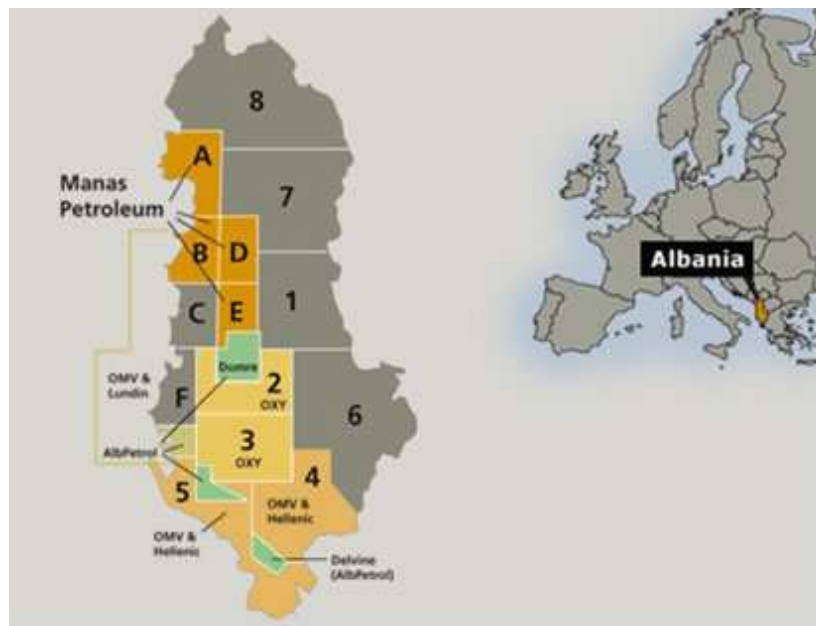 8
A
Manas
Petroleum
7
B
D
Albania
C
E
1
Dumre
OMV &
Lundin
F
2
OXY
6
AlbPetrol
3
OXY
5
4
OMV &
Hellenic
OMV &
Hellenic
Delvine
(AlbPetrol)